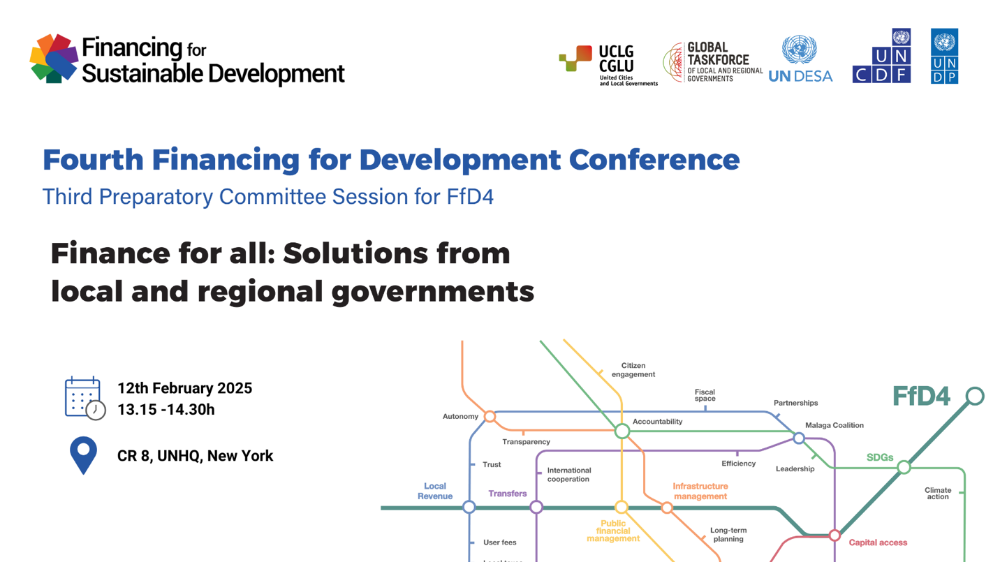 Financing for
Sustainable Development
UCLG
CGLU
United Cities
and Local Governments
GLOBAL
TASKFORCE
OF LOCAL AND REGIONAL
GOVERNMENTS
UN DESA
UN
CDF
UN
DP
Fourth Financing for Development Conference
Third Preparatory Committee Session for FfD4
Finance for all: Solutions from
local and regional governments
12th February 2025
13.15 -14.30h
CR 8, UNHQ, New York
Citizen
engagement
Fiscal
space
Partnerships
FfD4
Autonomy
Accountability
Malaga Coalition
Transparency
Trust
International
cooperation
Efficiency
Leadership
SDGs
Local
Revenue
Transfers
Infrastructure
management
Climate
action
Public
financial
management
Long-term
planning
User fees
Capital access